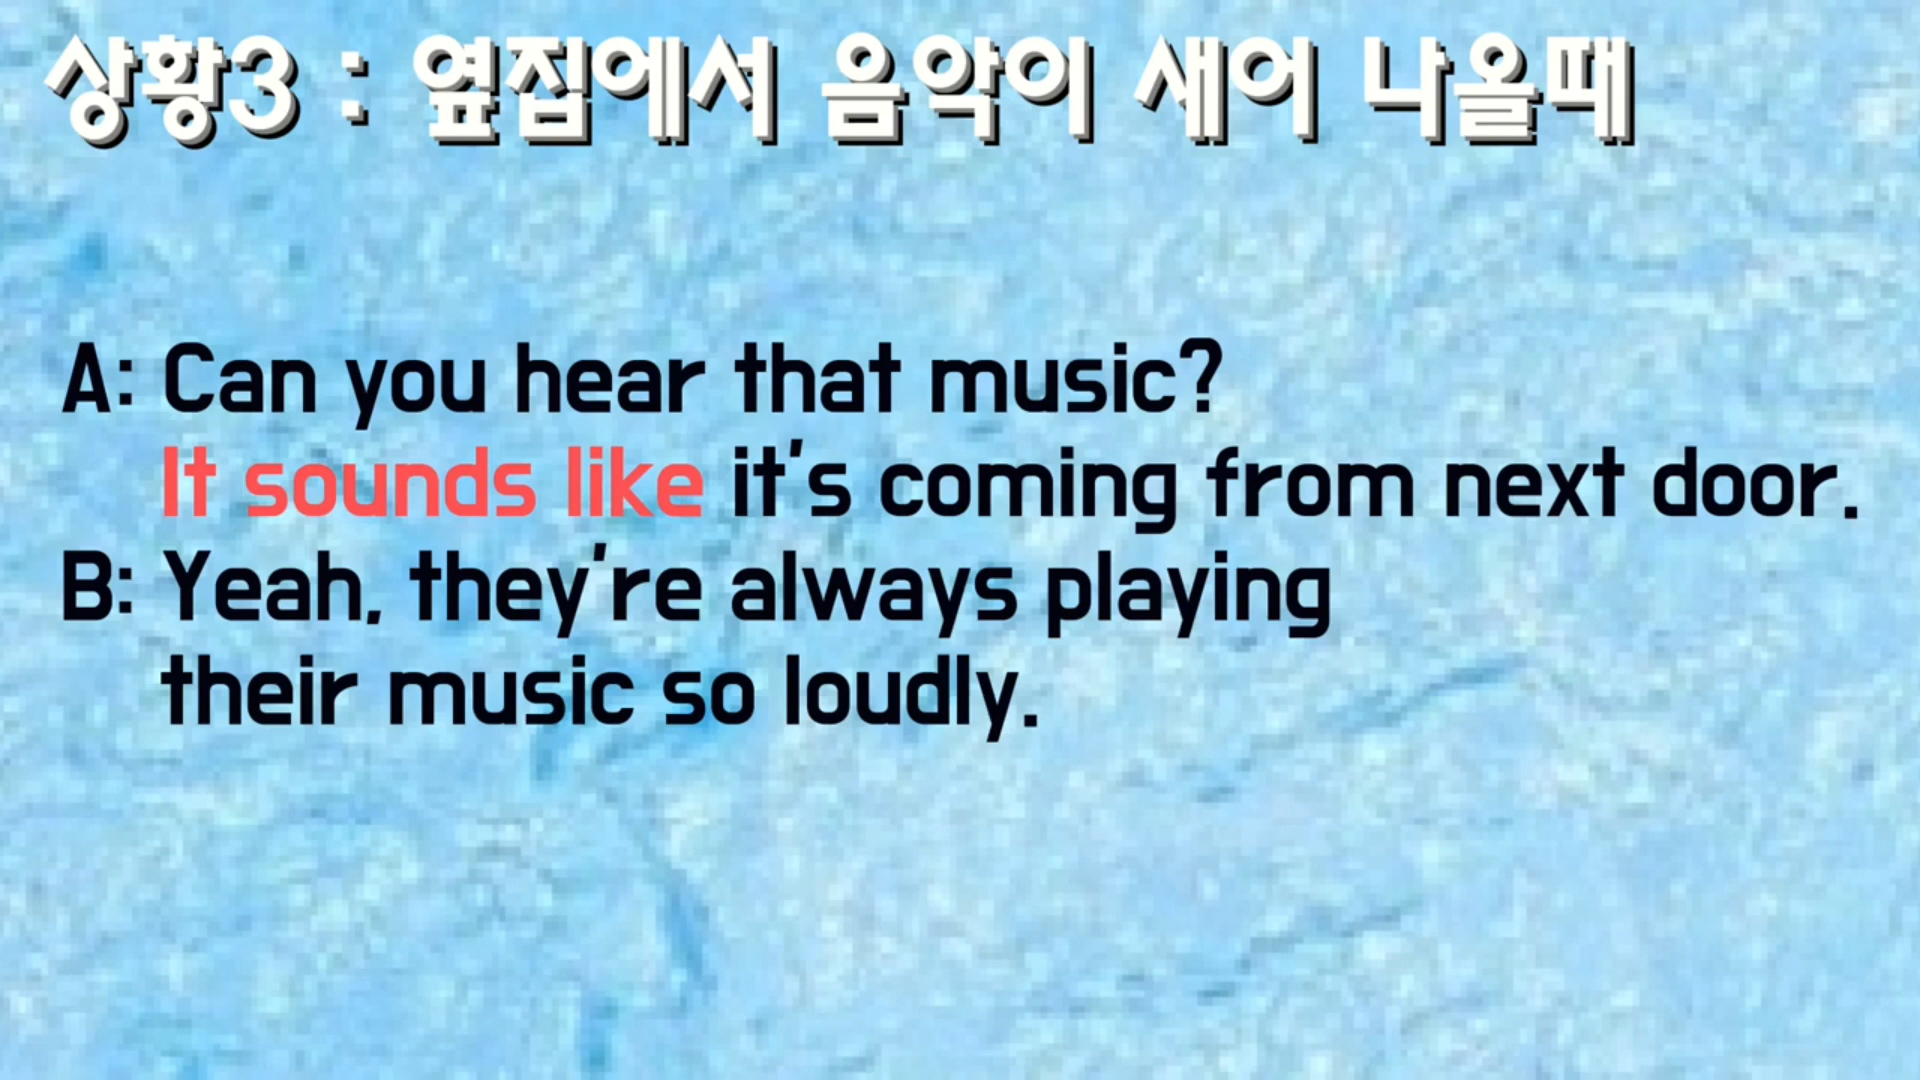 상황3 : 옆집에서 음악이 새어 나올때
A: Can you hear that music?
It sounds like it's coming from next door.
B: Yeah, they're always playing
their music so loudly.